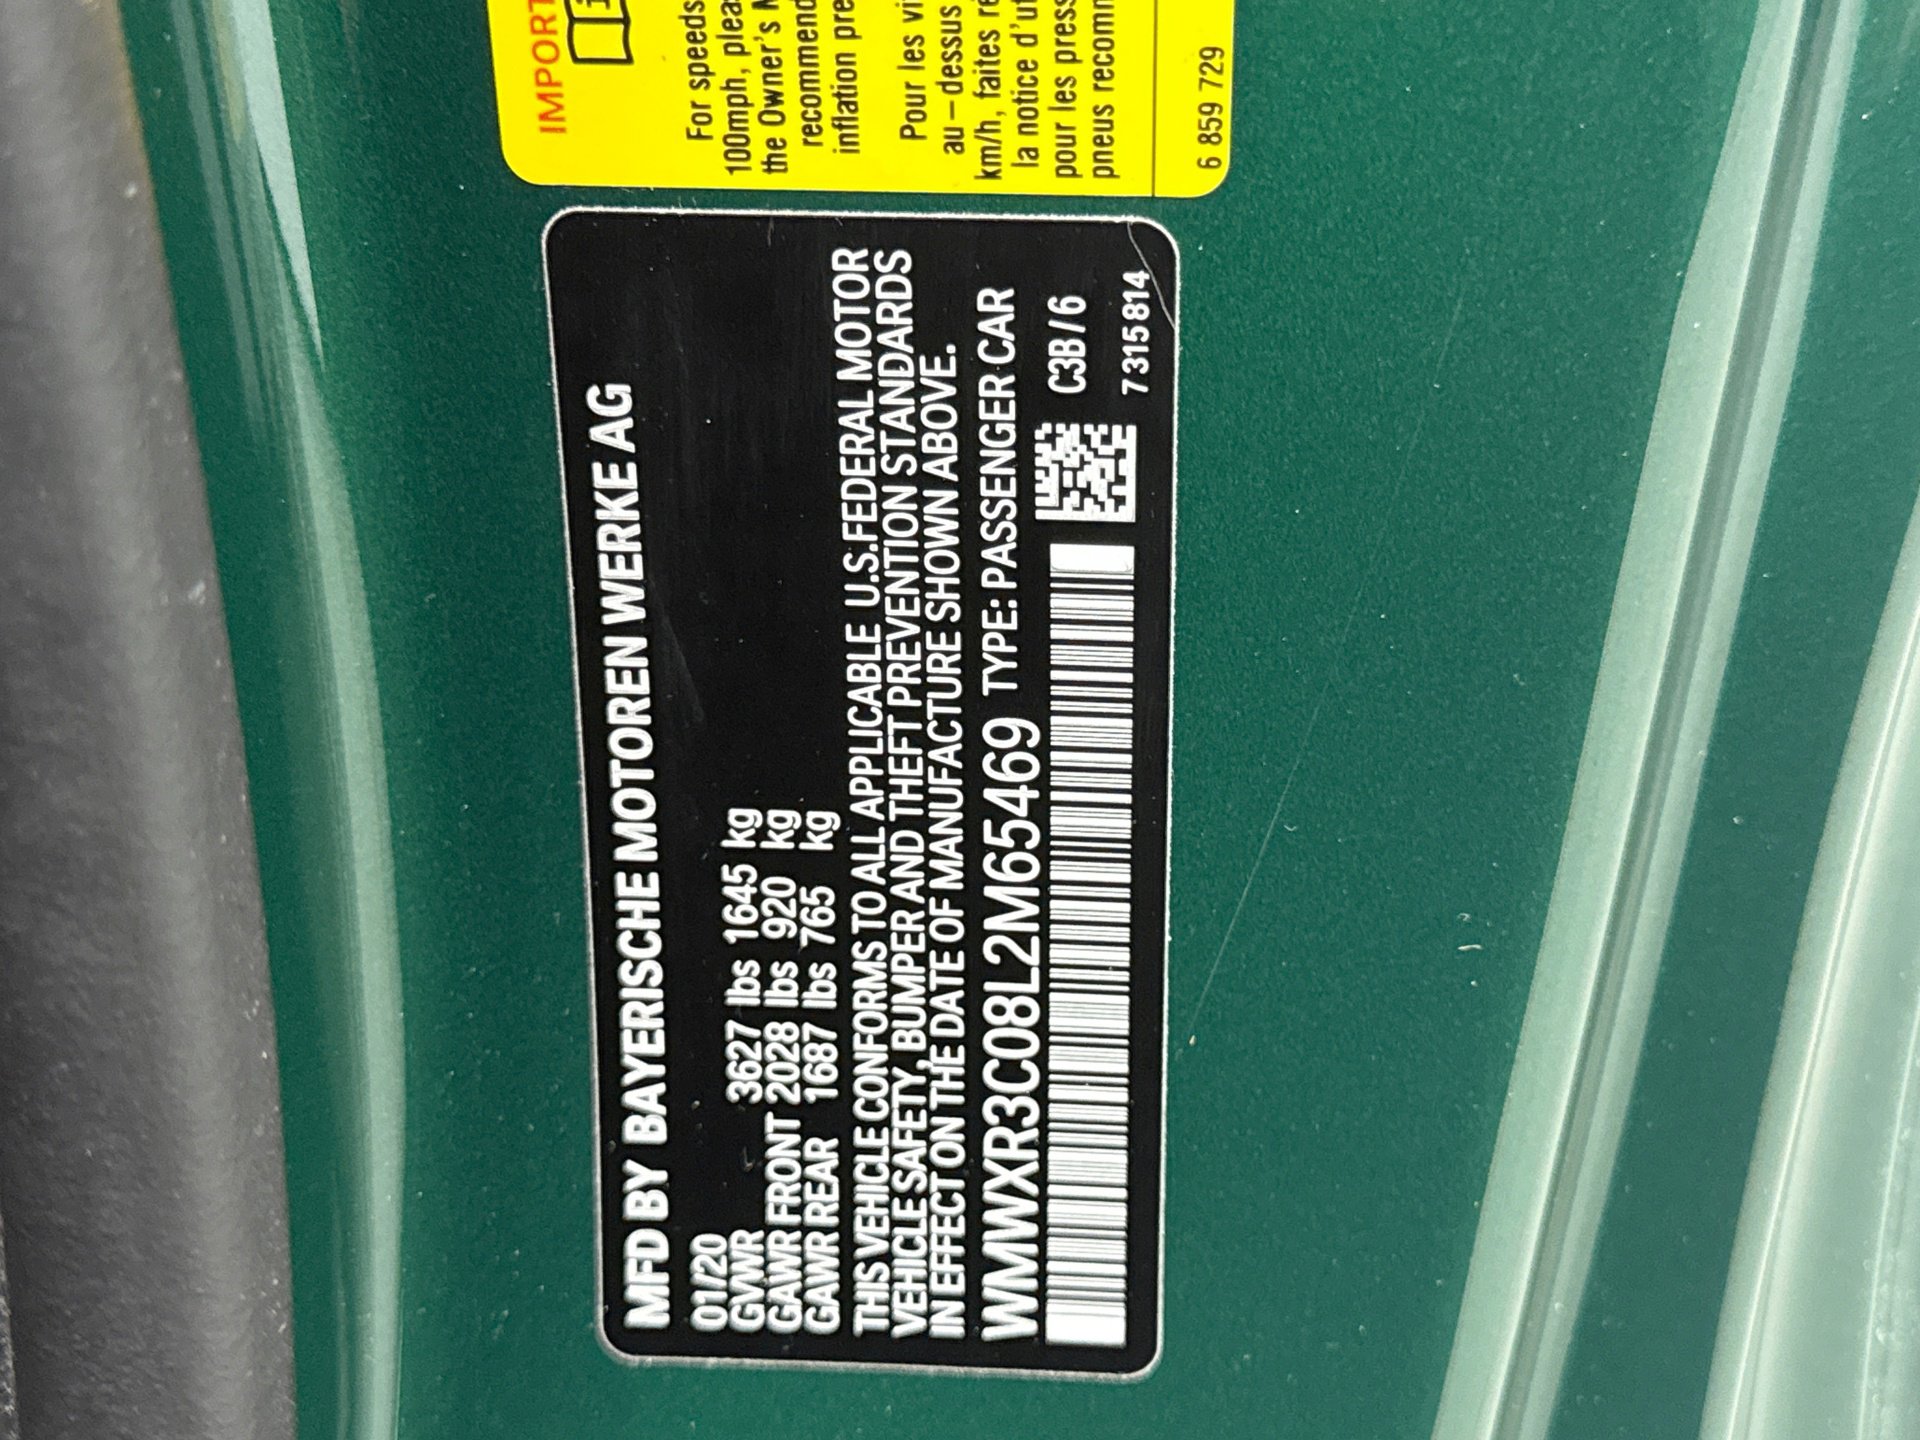 MFD BY BAYERISCHE MOTOREN WERKE AG
01/20
GVWR 3627 lbs 1645 kg
GAWR FRONT 2028 lbs 920 kg
GAWR REAR 1687 lbs 765 kg
THIS VEHICLE CONFORMS TO ALL APPLICABLE U.S.FEDERAL MOTOR
VEHICLE SAFETY, BUMPER AND THEFT PREVENTION STANDARDS
IN EFFECT ON THE DATE OF MANUFACTURE SHOWN ABOVE.
WMWXR3C08L2M65469 TYPE: PASSENGER CAR
C3B/6
7315814
IMPORT
For speeds
100mph, plea
the Owner's M
recommend
inflation pre
Pour les vi
au-dessus
km/h, faites ré
la notice d'ut
pour les press
pneus recomm
6 859 729